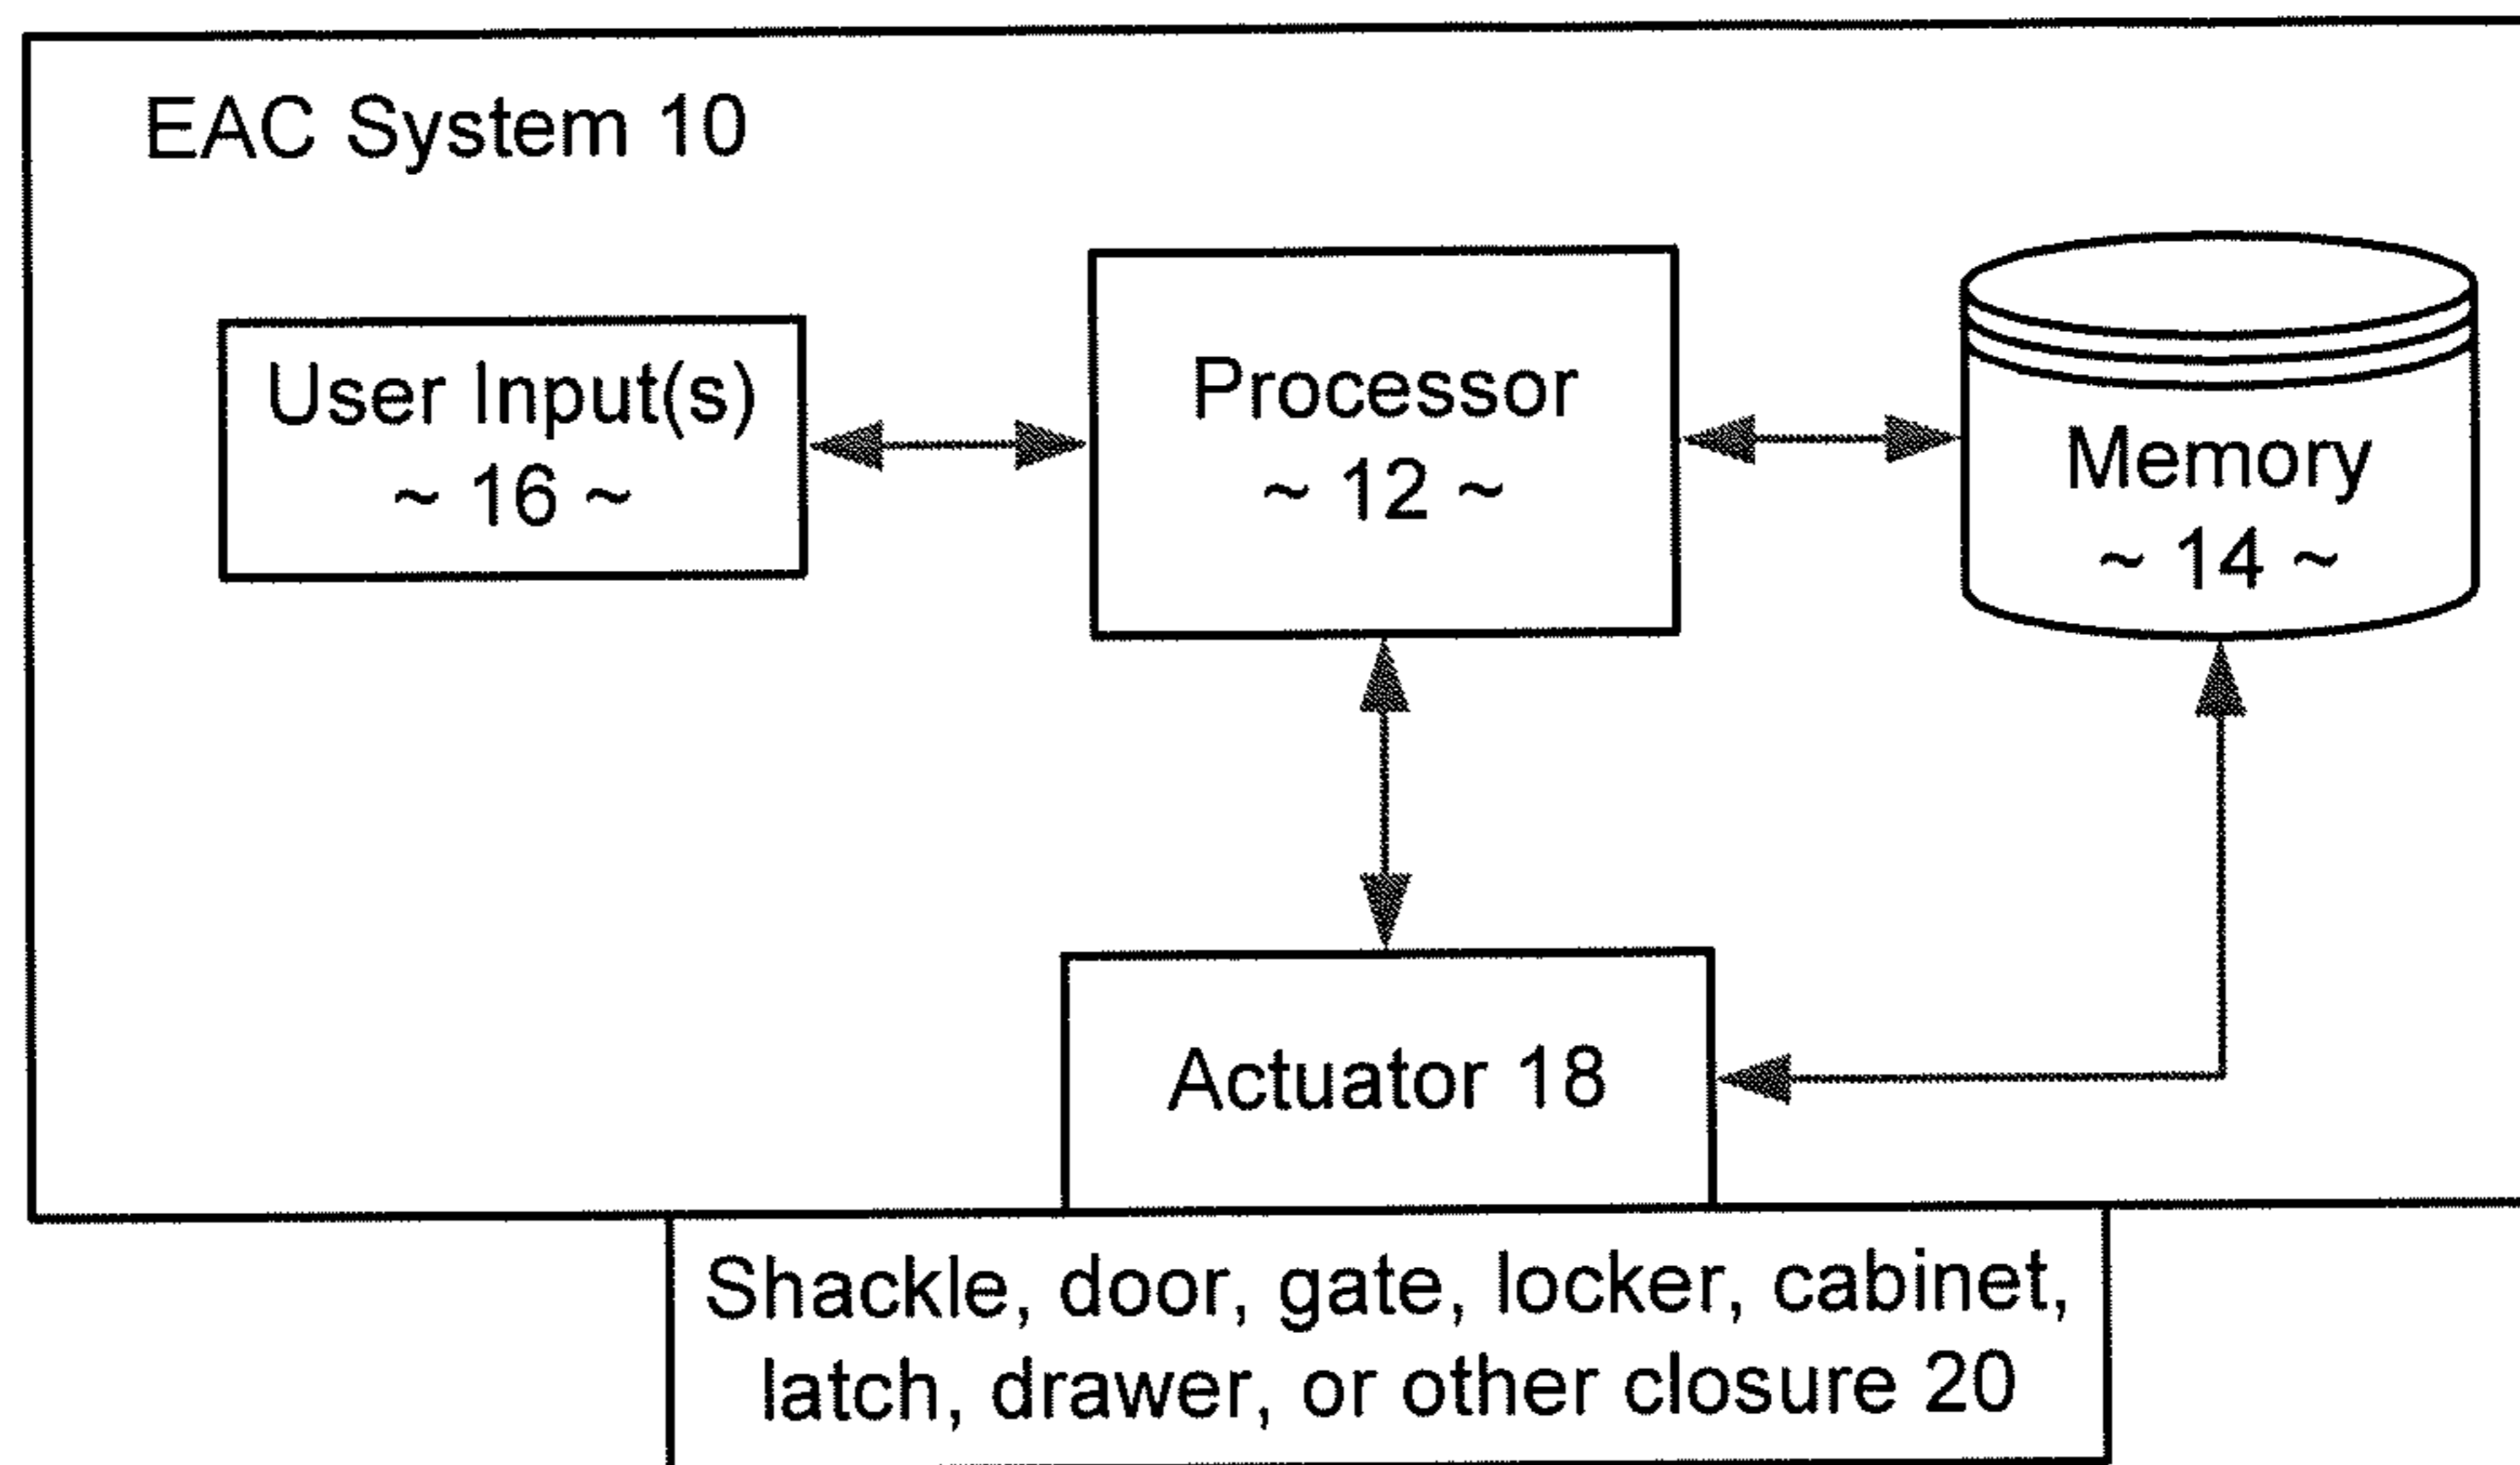 EAC System 10
User Input(s)
~ 16 ~
Processor
~ 12 ~
Memory
~ 14 ~
Actuator 18
Shackle, door, gate, locker, cabinet,
latch, drawer, or other closure 20